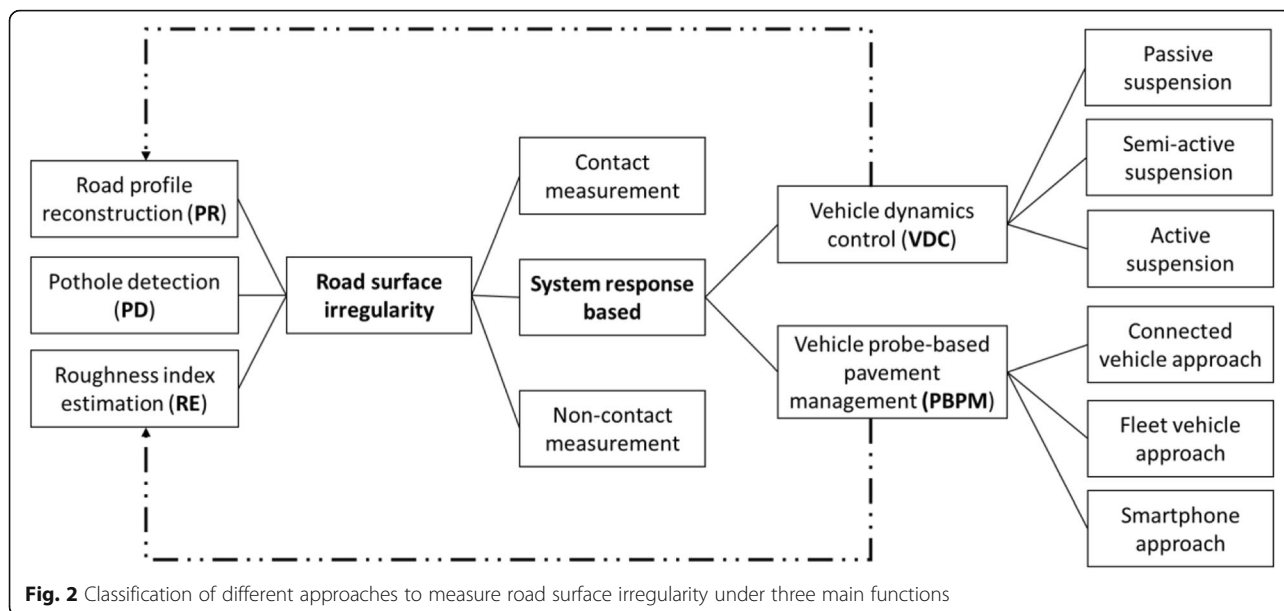 Road profile
reconstruction (PR)
Pothole detection
(PD)
Roughness index
estimation (RE)
Road surface
irregularity
Contact
measurement
System response
based
Non-contact
measurement
Vehicle dynamics
control (VDC)
Vehicle probe-based
pavement
management (PBPM)
Passive
suspension
Semi-active
suspension
Active
suspension
Connected
vehicle approach
Fleet vehicle
approach
Smartphone
approach
Fig. 2 Classification of different approaches to measure road surface irregularity under three main functions